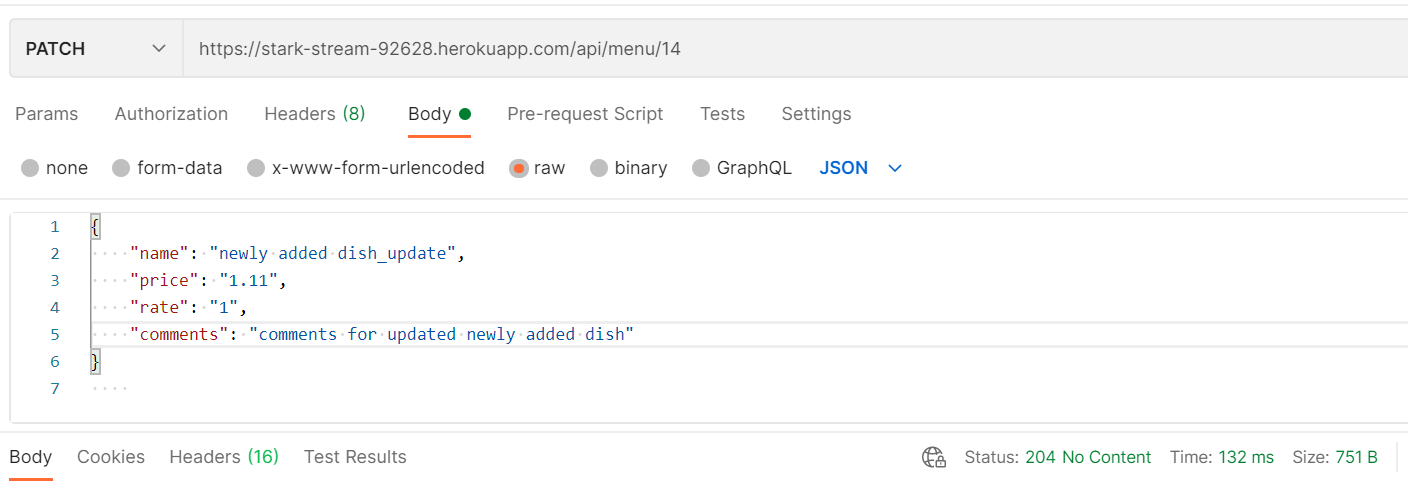 PATCH https://stark-stream-92628.herokuapp.com/api/menu/14
Params Authorization Headers (8) Body Pre-request Script Tests Settings
none form-data x-www-form-urlencoded raw binary GraphQL JSON
1 {
2 "name": "newly added dish_update",
3 "price": "1.11",
4 "rate": "1",
5 "comments": "comments for updated newly added dish"
6 }
7
Body Cookies Headers (16) Test Results Status: 204 No Content Time: 132 ms Size: 751 B